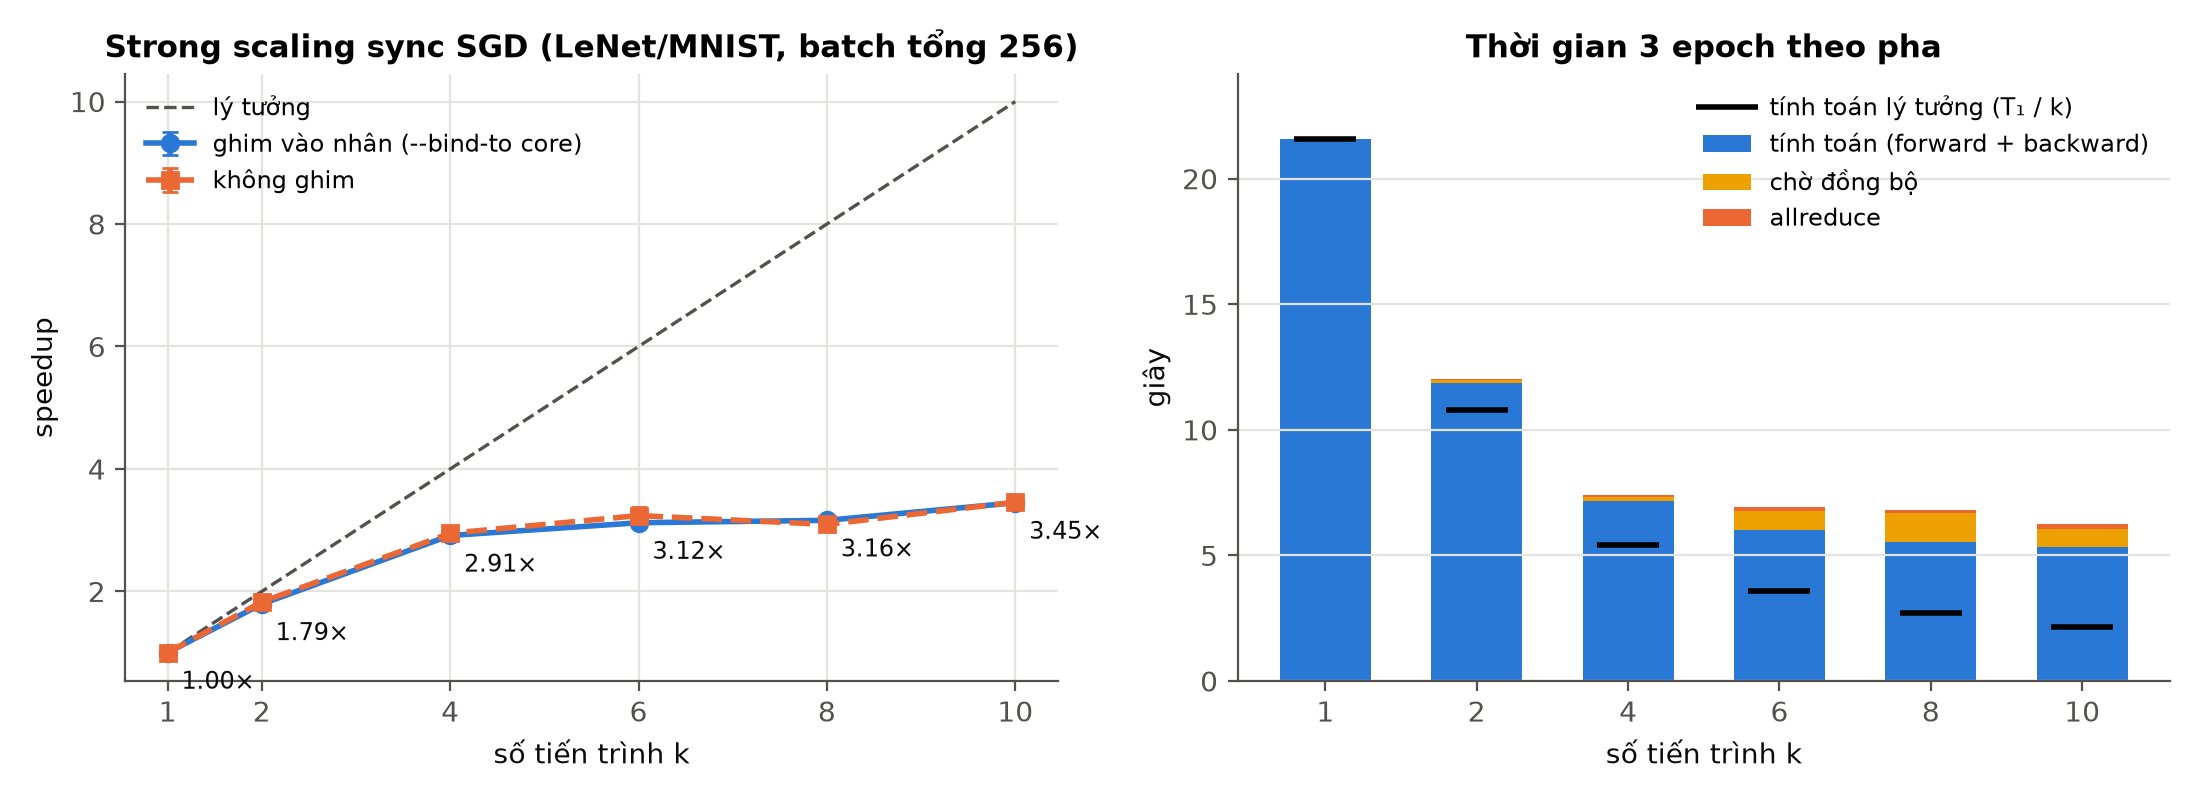 Strong scaling sync SGD (LeNet/MNIST, batch tổng 256)
lý tưởng
ghim vào nhân (--bind-to core)
không ghim
10
8
6
4
2
speedup
1.00×
1.79×
2.91×
3.12×
3.16×
3.45×
1 2 4 6 8 10
số tiến trình k
Thời gian 3 epoch theo pha
tính toán lý tưởng (T₁ / k)
tính toán (forward + backward)
chờ đồng bộ
allreduce
20
15
10
5
0
giây
1 2 4 6 8 10
số tiến trình k